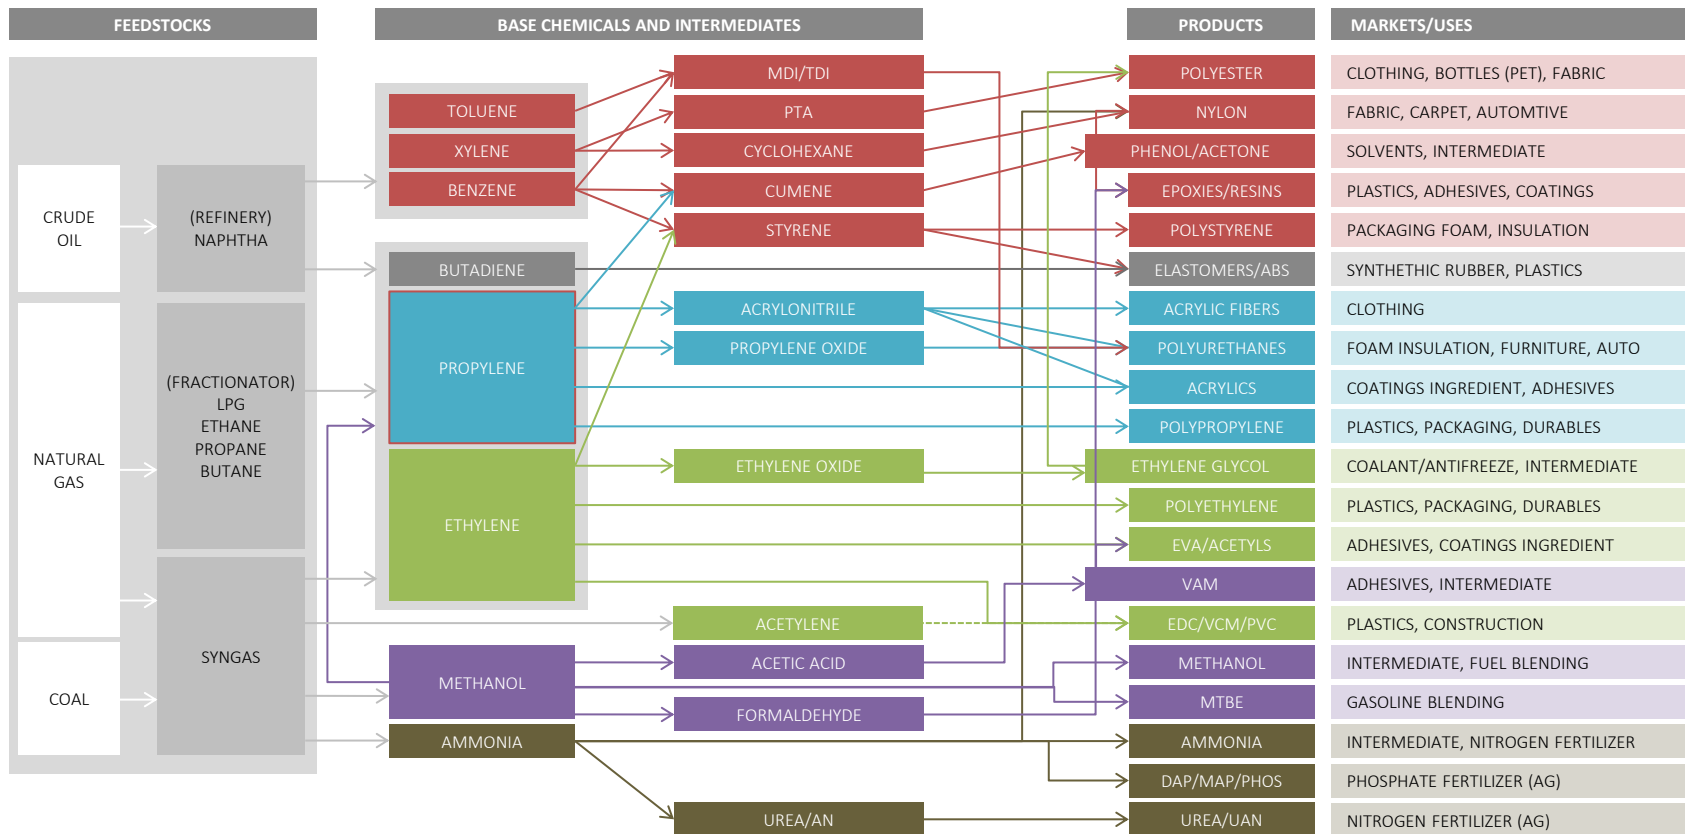 FEEDSTOCKS
BASE CHEMICALS AND INTERMEDIATES
PRODUCTS
MARKETS/USES
CRUDE
OIL
NATURAL
GAS
COAL
(REFINERY)
NAPHTHA
(FRACTIONATOR)
LPG
ETHANE
PROPANE
BUTANE
SYNGAS
TOLUENE
XYLENE
BENZENE
BUTADIENE
PROPYLENE
ETHYLENE
METHANOL
AMMONIA
MDI/TDI
PTA
CYCLOHEXANE
CUMENE
STYRENE
ACRYLONITRILE
PROPYLENE OXIDE
ETHYLENE OXIDE
ACETYLENE
ACETIC ACID
FORMALDEHYDE
UREA/AN
POLYESTER
CLOTHING, BOTTLES (PET), FABRIC
NYLON
FABRIC, CARPET, AUTOMTIVE
PHENOL/ACETONE
SOLVENTS, INTERMEDIATE
EPOXIES/RESINS
PLASTICS, ADHESIVES, COATINGS
POLYSTYRENE
PACKAGING FOAM, INSULATION
ELASTOMERS/ABS
SYNTHETHIC RUBBER, PLASTICS
ACRYLIC FIBERS
CLOTHING
POLYURETHANES
FOAM INSULATION, FURNITURE, AUTO
ACRYLICS
COATINGS INGREDIENT, ADHESIVES
POLYPROPYLENE
PLASTICS, PACKAGING, DURABLES
ETHYLENE GLYCOL
COALANT/ANTIFREEZE, INTERMEDIATE
POLYETHYLENE
PLASTICS, PACKAGING, DURABLES
EVA/ACETYLS
ADHESIVES, COATINGS INGREDIENT
VAM
ADHESIVES, INTERMEDIATE
EDC/VCM/PVC
PLASTICS, CONSTRUCTION
METHANOL
INTERMEDIATE, FUEL BLENDING
MTBE
GASOLINE BLENDING
AMMONIA
INTERMEDIATE, NITROGEN FERTILIZER
DAP/MAP/PHOS
PHOSPHATE FERTILIZER (AG)
UREA/UAN
NITROGEN FERTILIZER (AG)